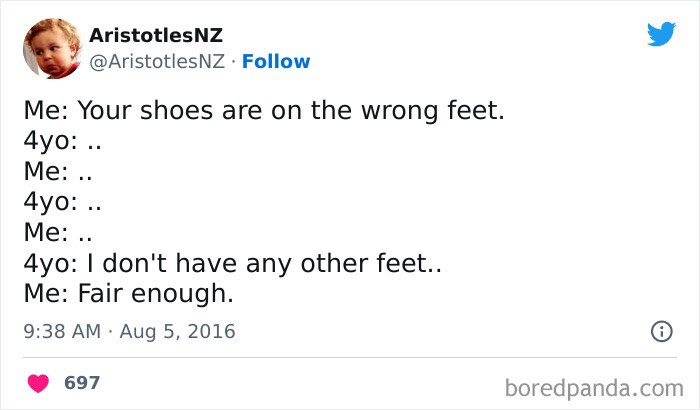 AristotlesNZ
@AristotlesNZ · Follow
Me: Your shoes are on the wrong feet.
4yo: ..
Me: ..
4yo: ..
Me: ..
4yo: I don't have any other feet..
Me: Fair enough.
9:38 AM · Aug 5, 2016
697
boredpanda.com